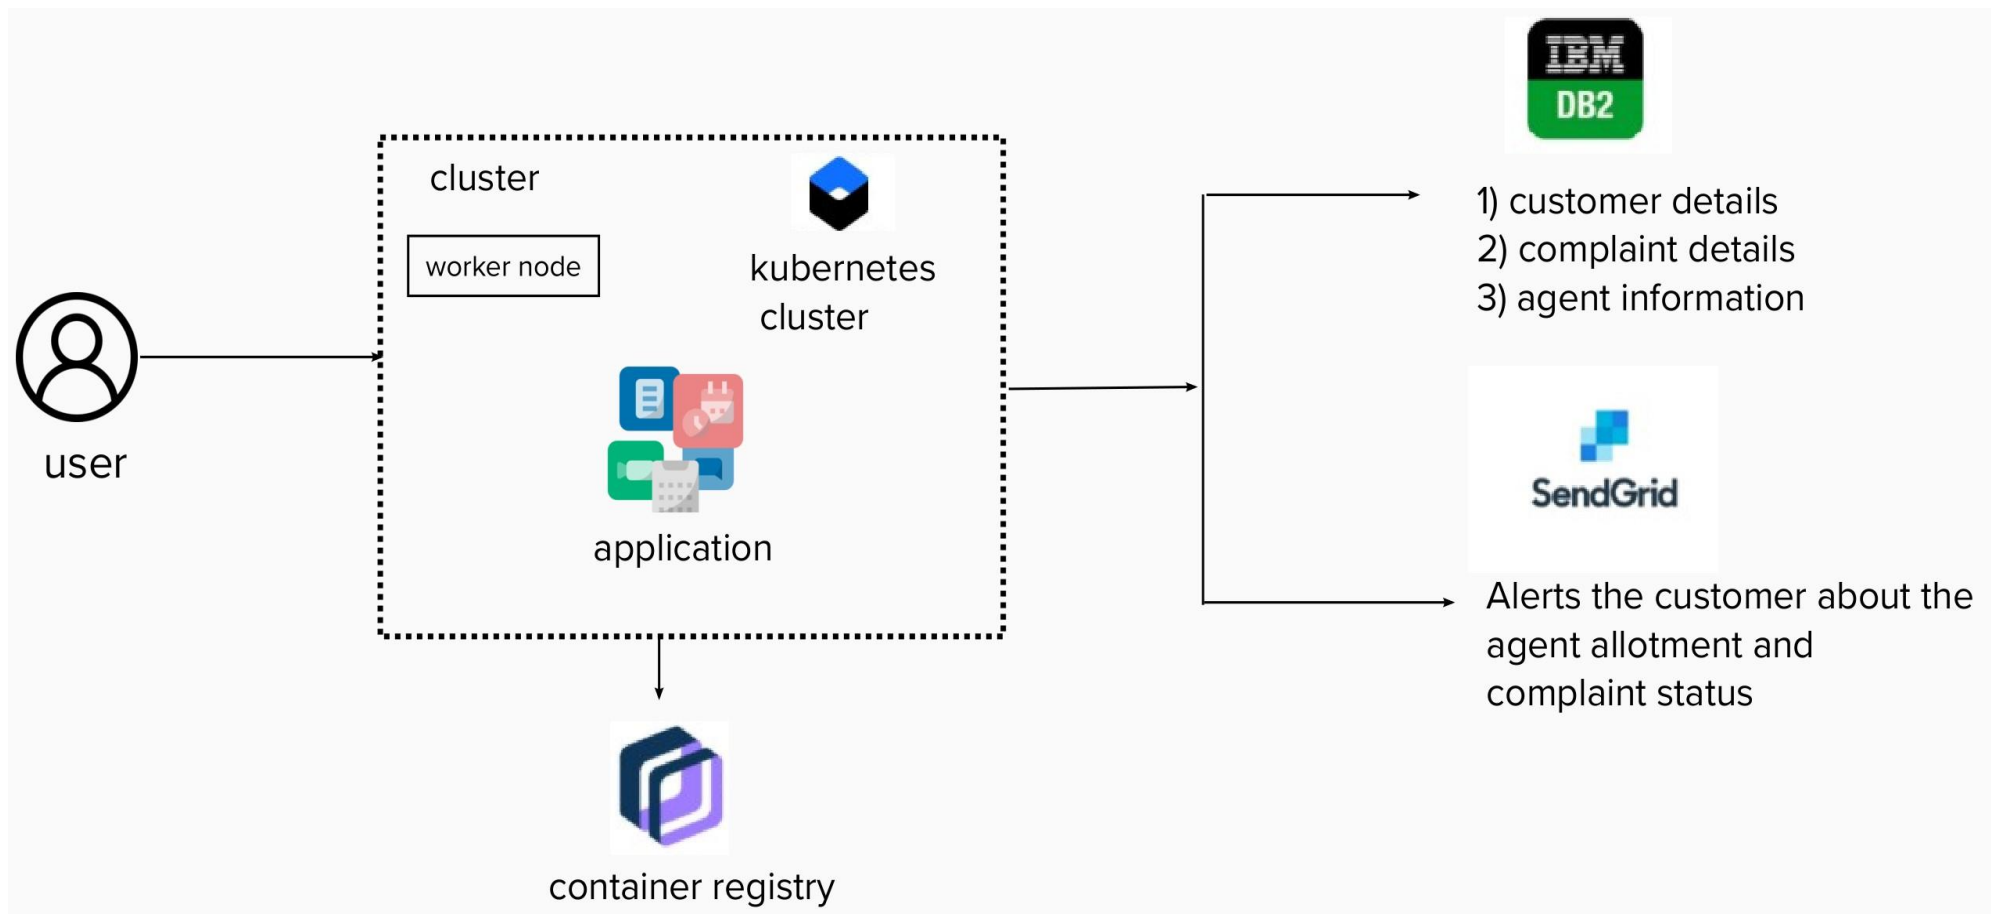 IBM
DB2
cluster
worker node
kubernetes
cluster
1) customer details
2) complaint details
3) agent information
user
application
SendGrid
Alerts the customer about the
agent allotment and
complaint status
container registry